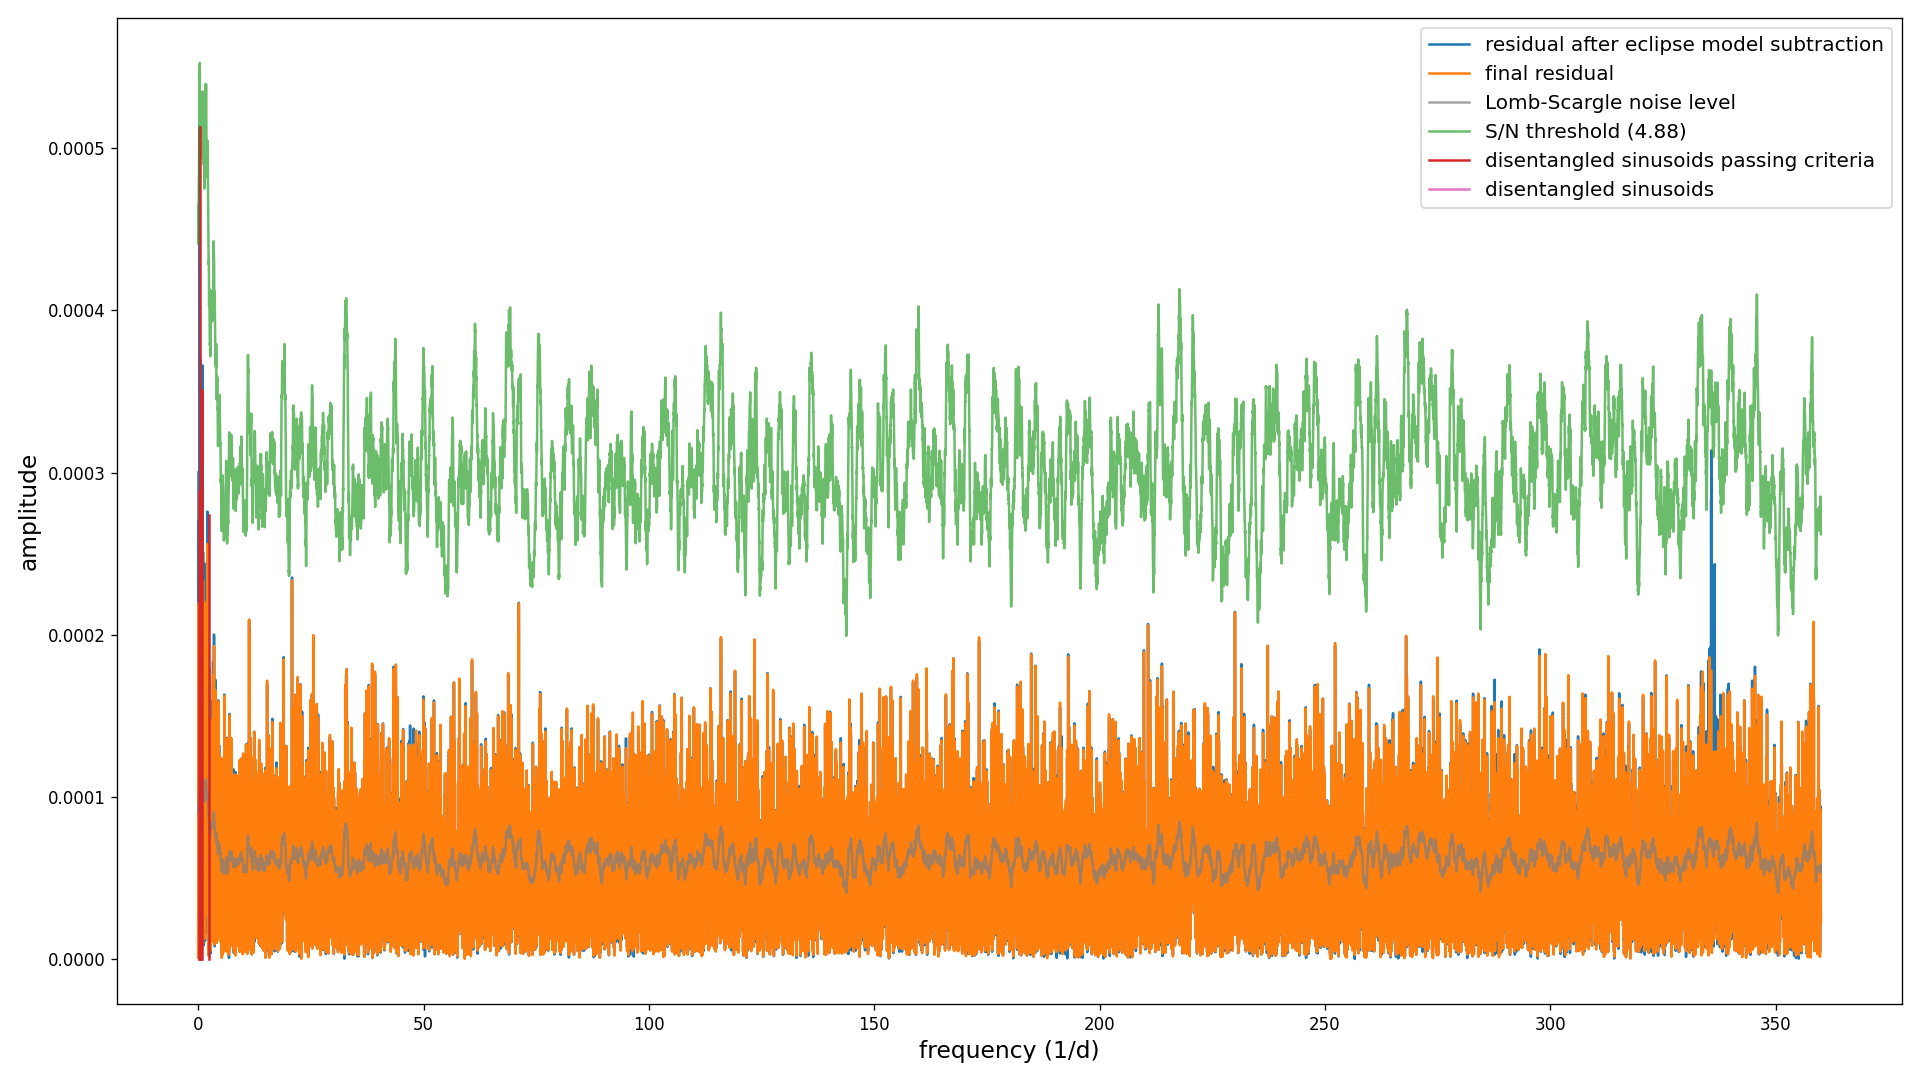 residual after eclipse model subtraction
final residual
Lomb-Scargle noise level
S/N threshold (4.88)
disentangled sinusoids passing criteria
disentangled sinusoids
amplitude
0.0005
0.0004
0.0003
0.0002
0.0001
0.0000
0 50 100 150 200 250 300 350
frequency (1/d)